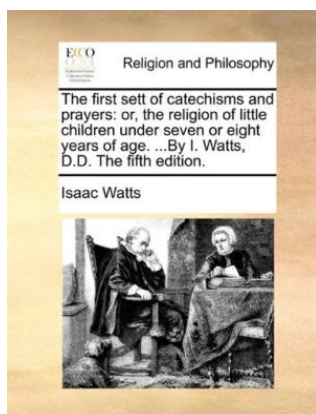 ECCO
Religion and Philosophy
The first sett of catechisms and
prayers: or, the religion of little
children under seven or eight
years of age. ...By I. Watts,
D.D. The fifth edition.
Isaac Watts